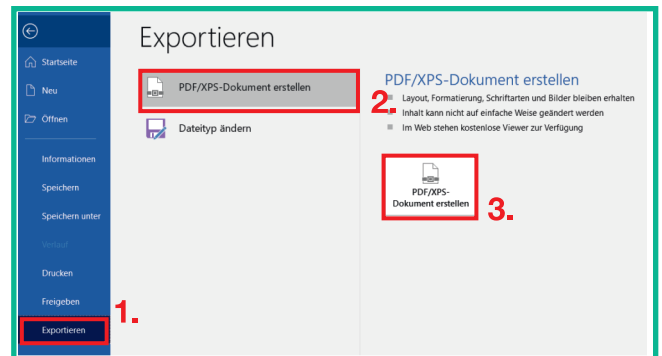 Exportieren
Startseite
Neu
Öffnen
Informationen
Speichern
Speichern unter
Verlauf
Drucken
Freigeben
Exportieren
1.
PDF/XPS-Dokument erstellen
Dateityp ändern
2.
PDF/XPS-Dokument erstellen
Layout, Formatierung, Schriftarten und Bilder bleiben erhalten
Inhalt kann nicht auf einfache Weise geändert werden
Im Web stehen kostenlose Viewer zur Verfügung
PDF/XPS-
Dokument erstellen
3.